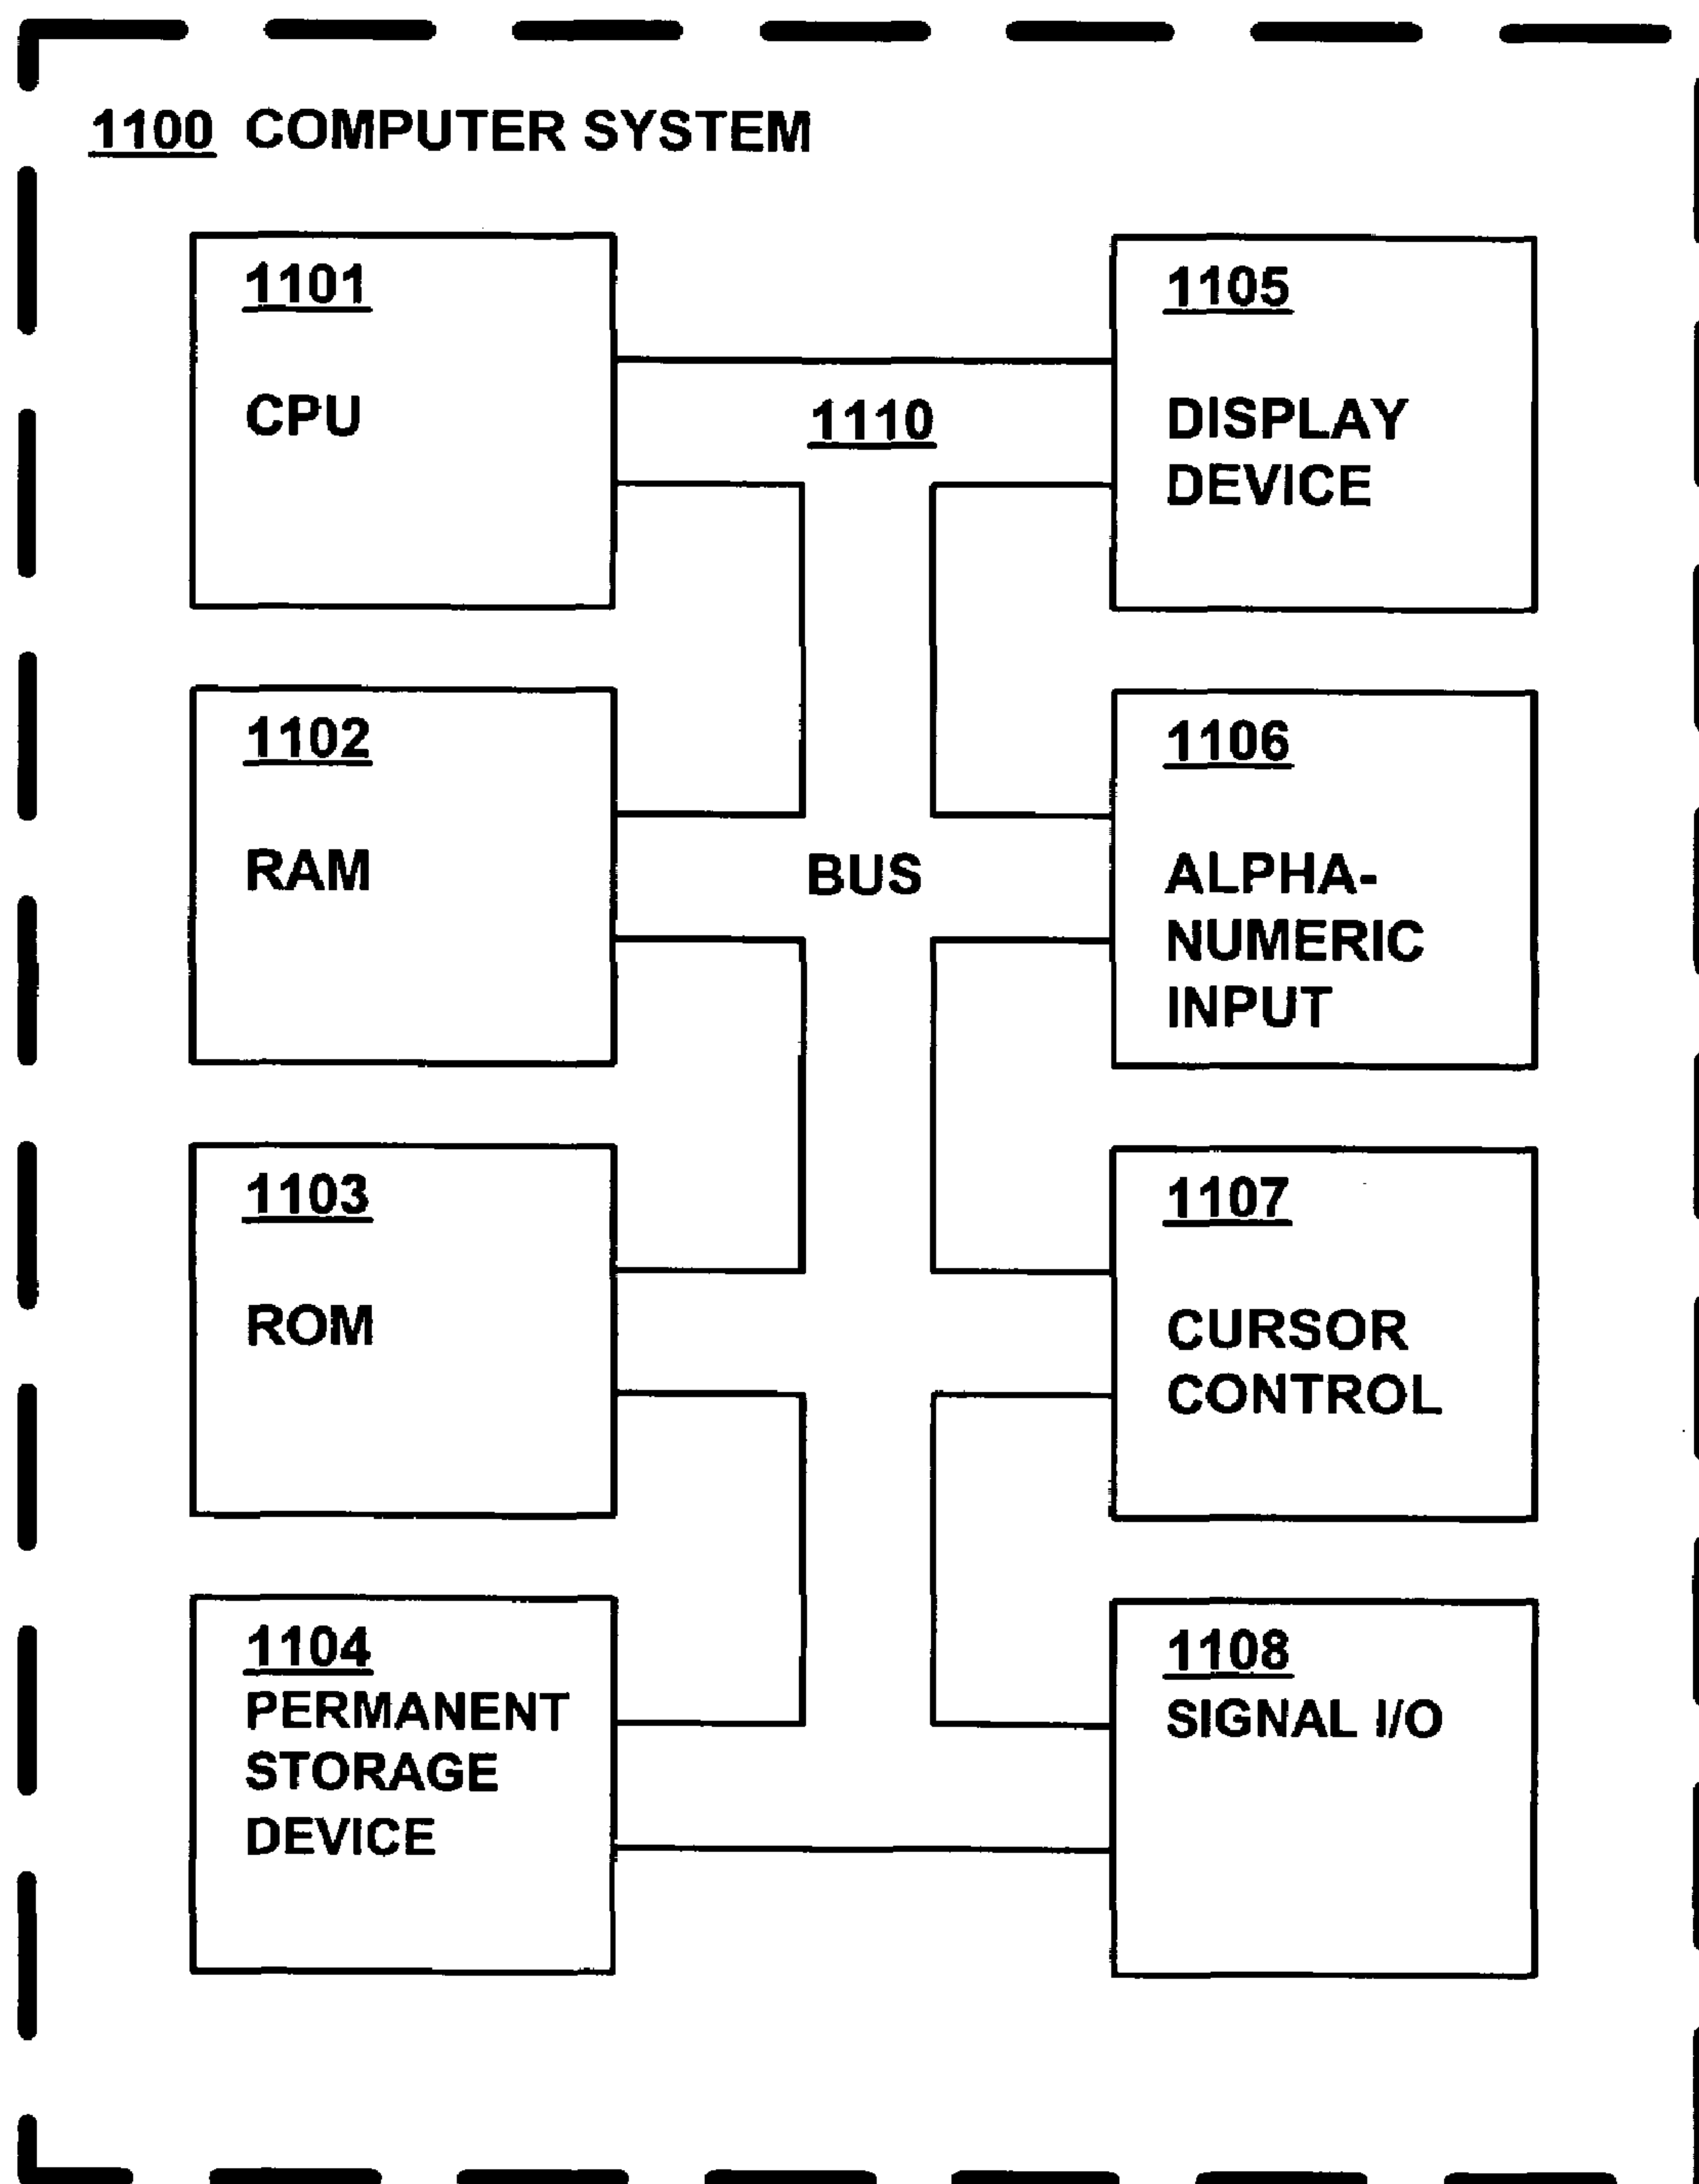 1100 COMPUTER SYSTEM
1101
CPU
1105
DISPLAY
DEVICE
1110
1102
RAM
BUS
1106
ALPHA-
NUMERIC
INPUT
1103
ROM
1107
CURSOR
CONTROL
1104
PERMANENT
STORAGE
DEVICE
1108
SIGNAL I/O